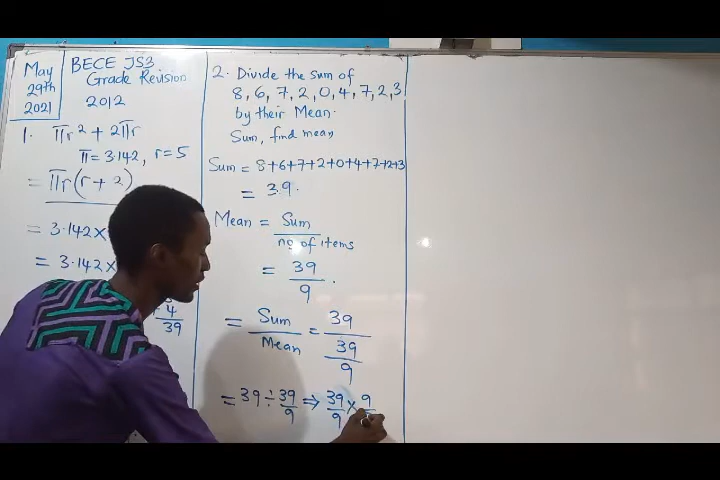 May
29th
2021
BECE JS3
Grade Revision
2012
1. πr² + 2πr
π = 3.142, r = 5
= πr(r + 2)
= 3.142×
= 3.142×
4
39
2. Divide the sum of
8, 6, 7, 2, 0, 4, 7, 2, 3
by their Mean.
Sum, find mean
Sum = 8+6+7+2+0+4+7+2+3
= 39.
Mean = Sum
no of items
= 39
9
= Sum = 39
Mean 39
9
= 39 ÷ 39 ⇒ 39 × 9
9 9